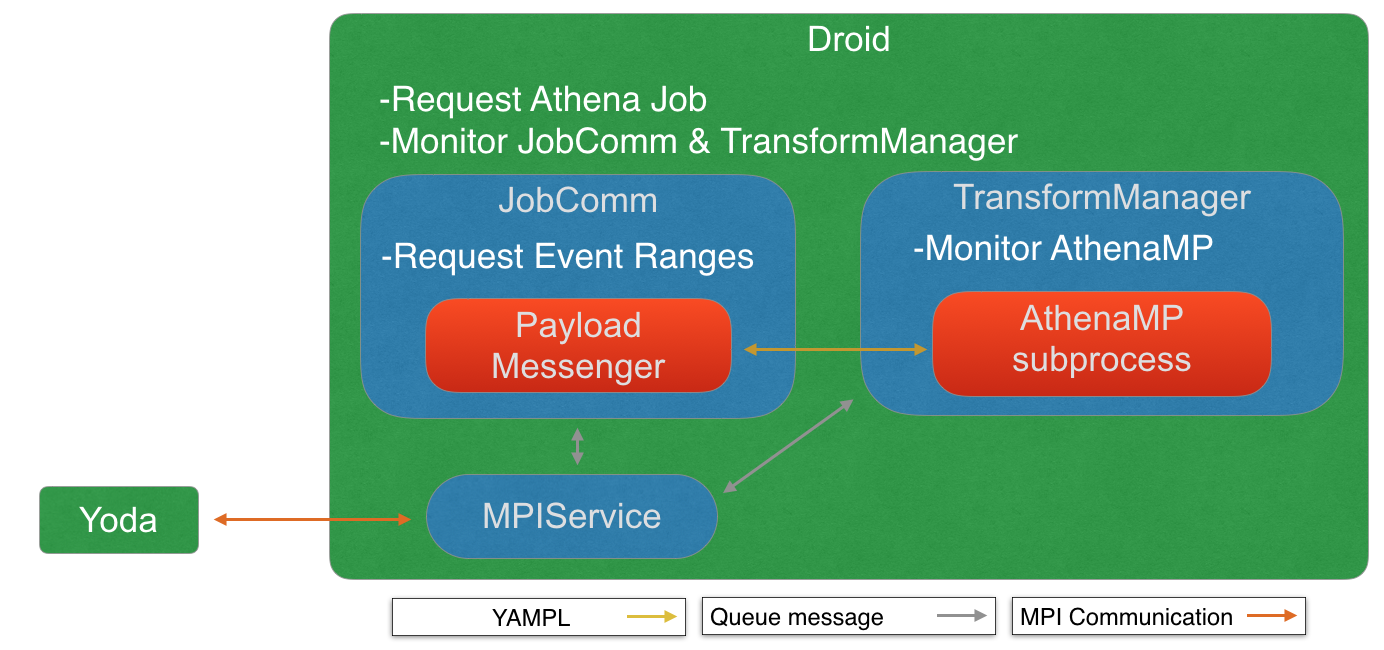 Droid
-Request Athena Job
-Monitor JobComm & TransformManager
JobComm
-Request Event Ranges
Payload
Messenger
TransformManager
-Monitor AthenaMP
AthenaMP
subprocess
MPIService
Yoda
YAMPL
Queue message
MPI Communication